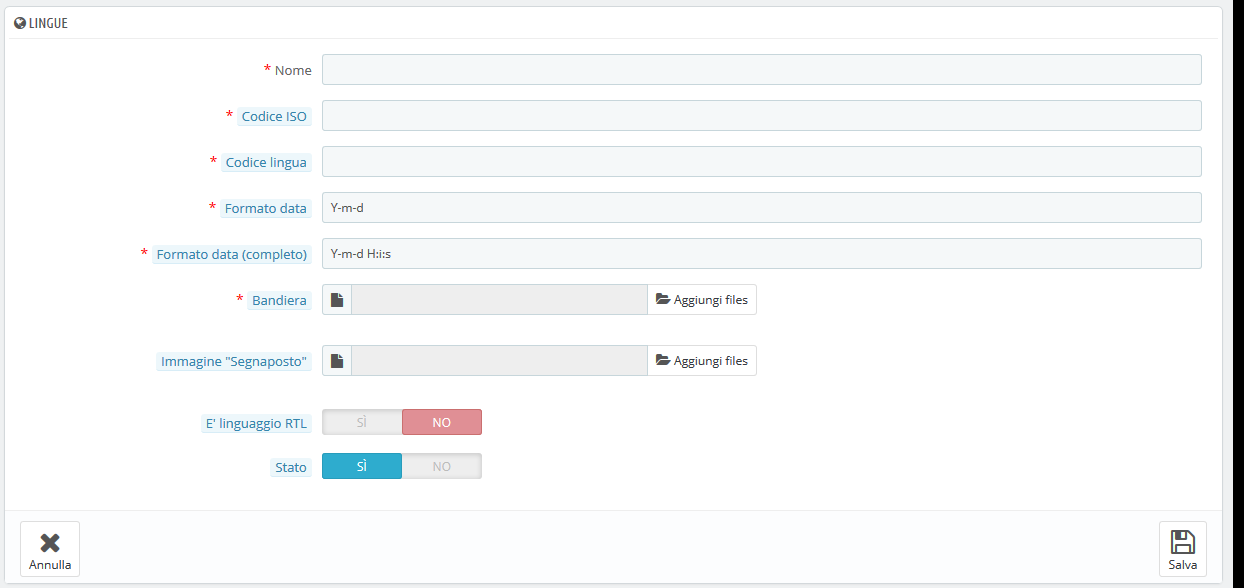 LINGUE
* Nome
* Codice ISO
* Codice lingua
* Formato data Y-m-d
* Formato data (completo) Y-m-d H:i:s
* Bandiera Aggiungi files
Immagine "Segnaposto" Aggiungi files
E' linguaggio RTL SÌ NO
Stato SÌ NO
Annulla Salva